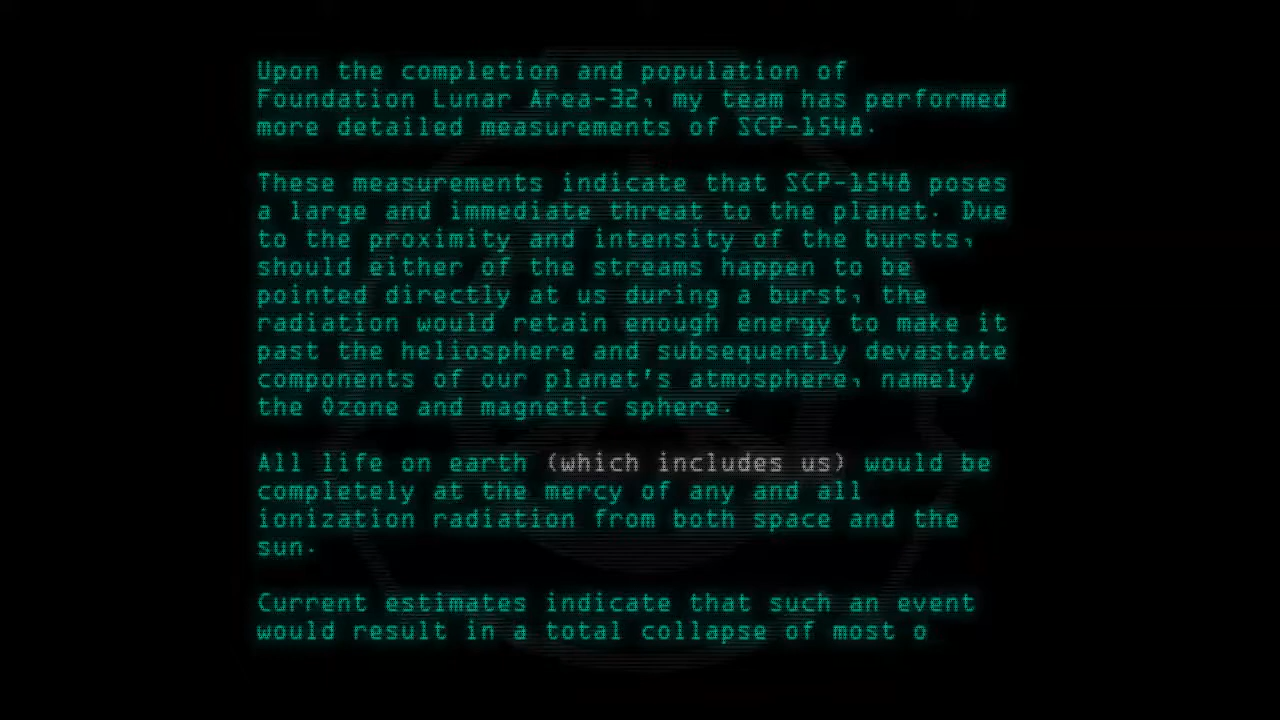 Upon the completion and population of
Foundation Lunar Area-32, my team has performed
more detailed measurements of SCP-1548.
These measurements indicate that SCP-1548 poses
a large and immediate threat to the planet. Due
to the proximity and intensity of the bursts,
should either of the streams happen to be
pointed directly at us during a burst, the
radiation would retain enough energy to make it
past the heliosphere and subsequently devastate
components of our planet's atmosphere, namely
the Ozone and magnetic sphere.
All life on earth (which includes us) would be
completely at the mercy of any and all
ionization radiation from both space and the
sun.
Current estimates indicate that such an event
would result in a total collapse of most o